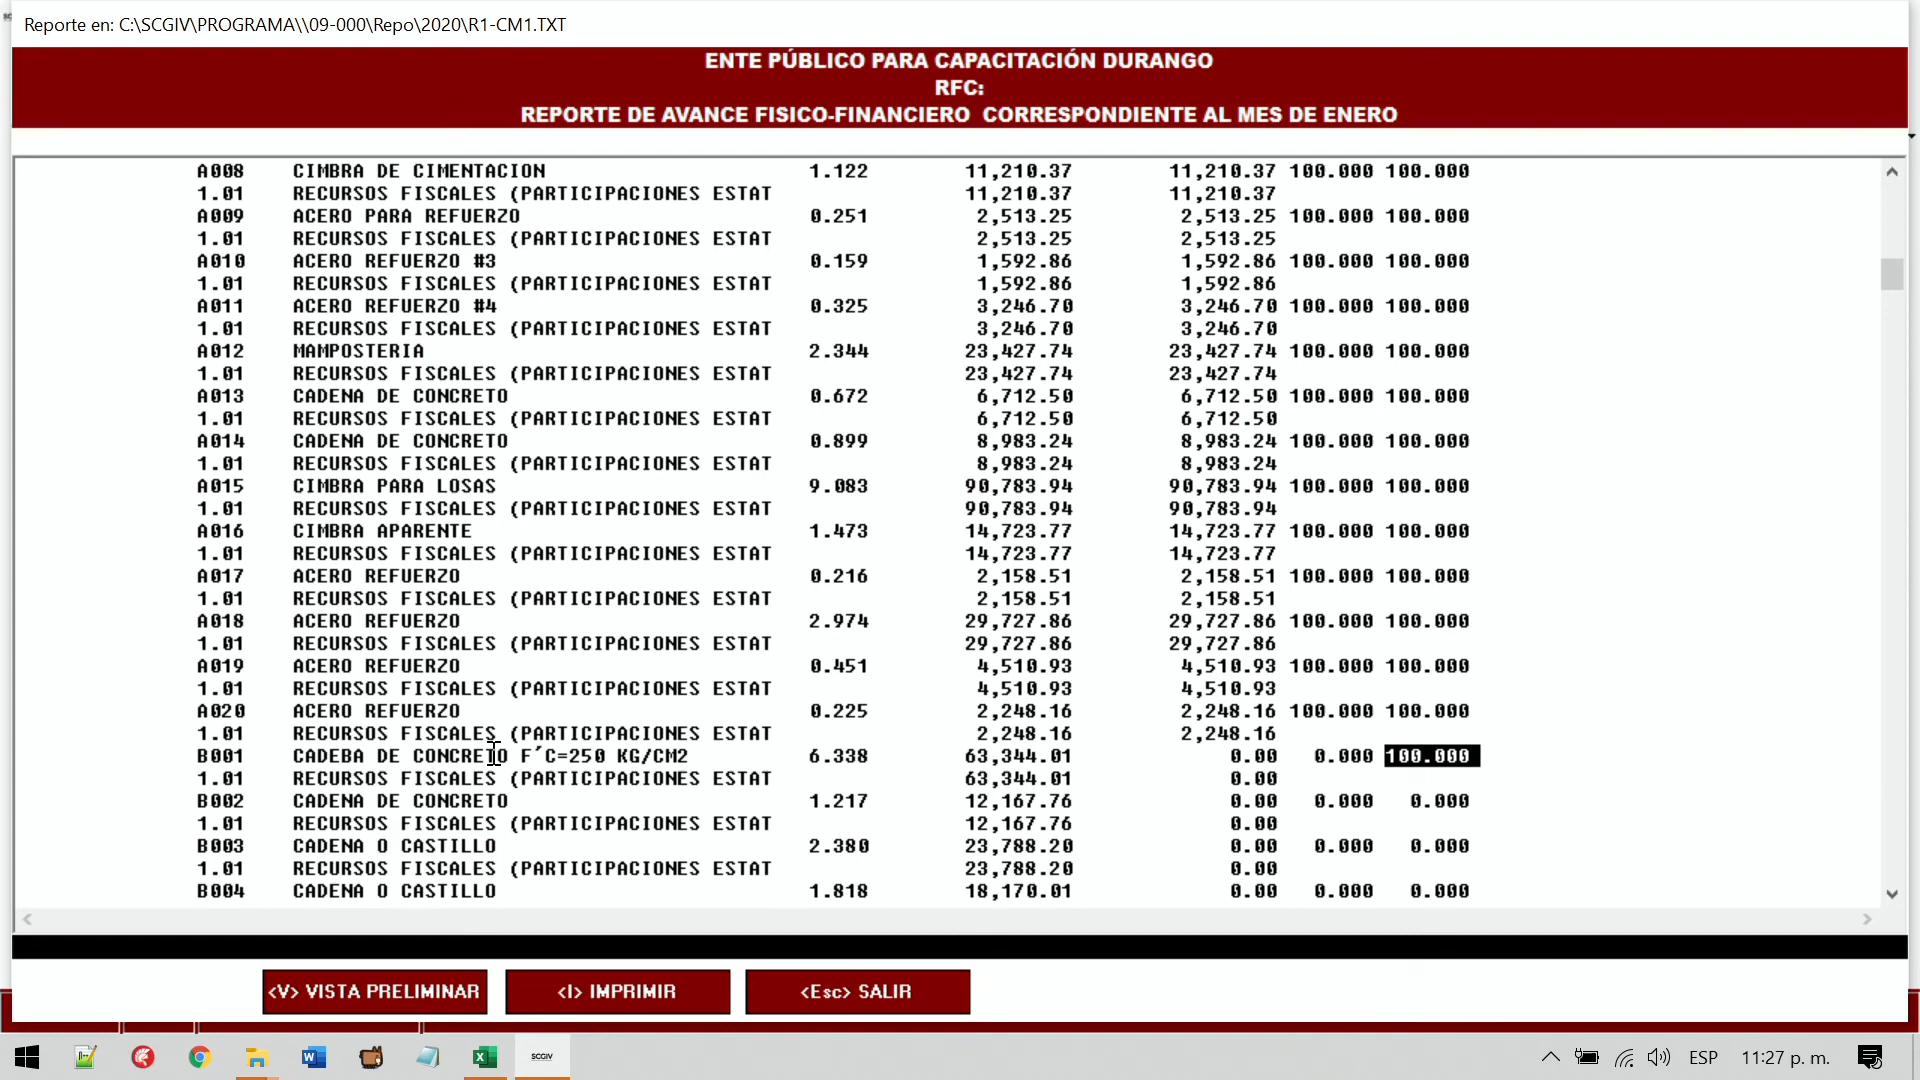 Reporte en: C:\SCGIV\PROGRAMA\\09-000\Repo\2020\R1-CM1.TXT
ENTE PÚBLICO PARA CAPACITACIÓN DURANGO
RFC:
REPORTE DE AVANCE FISICO-FINANCIERO CORRESPONDIENTE AL MES DE ENERO
A008 CIMBRA DE CIMENTACION 1.122 11,210.37 11,210.37 100.000 100.000
1.01 RECURSOS FISCALES (PARTICIPACIONES ESTAT 11,210.37 11,210.37
A009 ACERO PARA REFUERZO 0.251 2,513.25 2,513.25 100.000 100.000
1.01 RECURSOS FISCALES (PARTICIPACIONES ESTAT 2,513.25 2,513.25
A010 ACERO REFUERZO #3 0.159 1,592.86 1,592.86 100.000 100.000
1.01 RECURSOS FISCALES (PARTICIPACIONES ESTAT 1,592.86 1,592.86
A011 ACERO REFUERZO #4 0.325 3,246.70 3,246.70 100.000 100.000
1.01 RECURSOS FISCALES (PARTICIPACIONES ESTAT 3,246.70 3,246.70
A012 MAMPOSTERIA 2.344 23,427.74 23,427.74 100.000 100.000
1.01 RECURSOS FISCALES (PARTICIPACIONES ESTAT 23,427.74 23,427.74
A013 CADENA DE CONCRETO 0.672 6,712.50 6,712.50 100.000 100.000
1.01 RECURSOS FISCALES (PARTICIPACIONES ESTAT 6,712.50 6,712.50
A014 CADENA DE CONCRETO 0.899 8,983.24 8,983.24 100.000 100.000
1.01 RECURSOS FISCALES (PARTICIPACIONES ESTAT 8,983.24 8,983.24
A015 CIMBRA PARA LOSAS 9.083 90,783.94 90,783.94 100.000 100.000
1.01 RECURSOS FISCALES (PARTICIPACIONES ESTAT 90,783.94 90,783.94
A016 CIMBRA APARENTE 1.473 14,723.77 14,723.77 100.000 100.000
1.01 RECURSOS FISCALES (PARTICIPACIONES ESTAT 14,723.77 14,723.77
A017 ACERO REFUERZO 0.216 2,158.51 2,158.51 100.000 100.000
1.01 RECURSOS FISCALES (PARTICIPACIONES ESTAT 2,158.51 2,158.51
A018 ACERO REFUERZO 2.974 29,727.86 29,727.86 100.000 100.000
1.01 RECURSOS FISCALES (PARTICIPACIONES ESTAT 29,727.86 29,727.86
A019 ACERO REFUERZO 0.451 4,510.93 4,510.93 100.000 100.000
1.01 RECURSOS FISCALES (PARTICIPACIONES ESTAT 4,510.93 4,510.93
A020 ACERO REFUERZO 0.225 2,248.16 2,248.16 100.000 100.000
1.01 RECURSOS FISCALES (PARTICIPACIONES ESTAT 2,248.16 2,248.16
B001 CADEBA DE CONCRETO F´C=250 KG/CM2 6.338 63,344.01 0.00 0.000 100.000
1.01 RECURSOS FISCALES (PARTICIPACIONES ESTAT 63,344.01 0.00
B002 CADENA DE CONCRETO 1.217 12,167.76 0.00 0.000 0.000
1.01 RECURSOS FISCALES (PARTICIPACIONES ESTAT 12,167.76 0.00
B003 CADENA O CASTILLO 2.380 23,788.20 0.00 0.000 0.000
1.01 RECURSOS FISCALES (PARTICIPACIONES ESTAT 23,788.20 0.00
B004 CADENA O CASTILLO 1.818 18,170.01 0.00 0.000 0.000
<V> VISTA PRELIMINAR <I> IMPRIMIR <Esc> SALIR
SCGIV ESP 11:27 p. m.